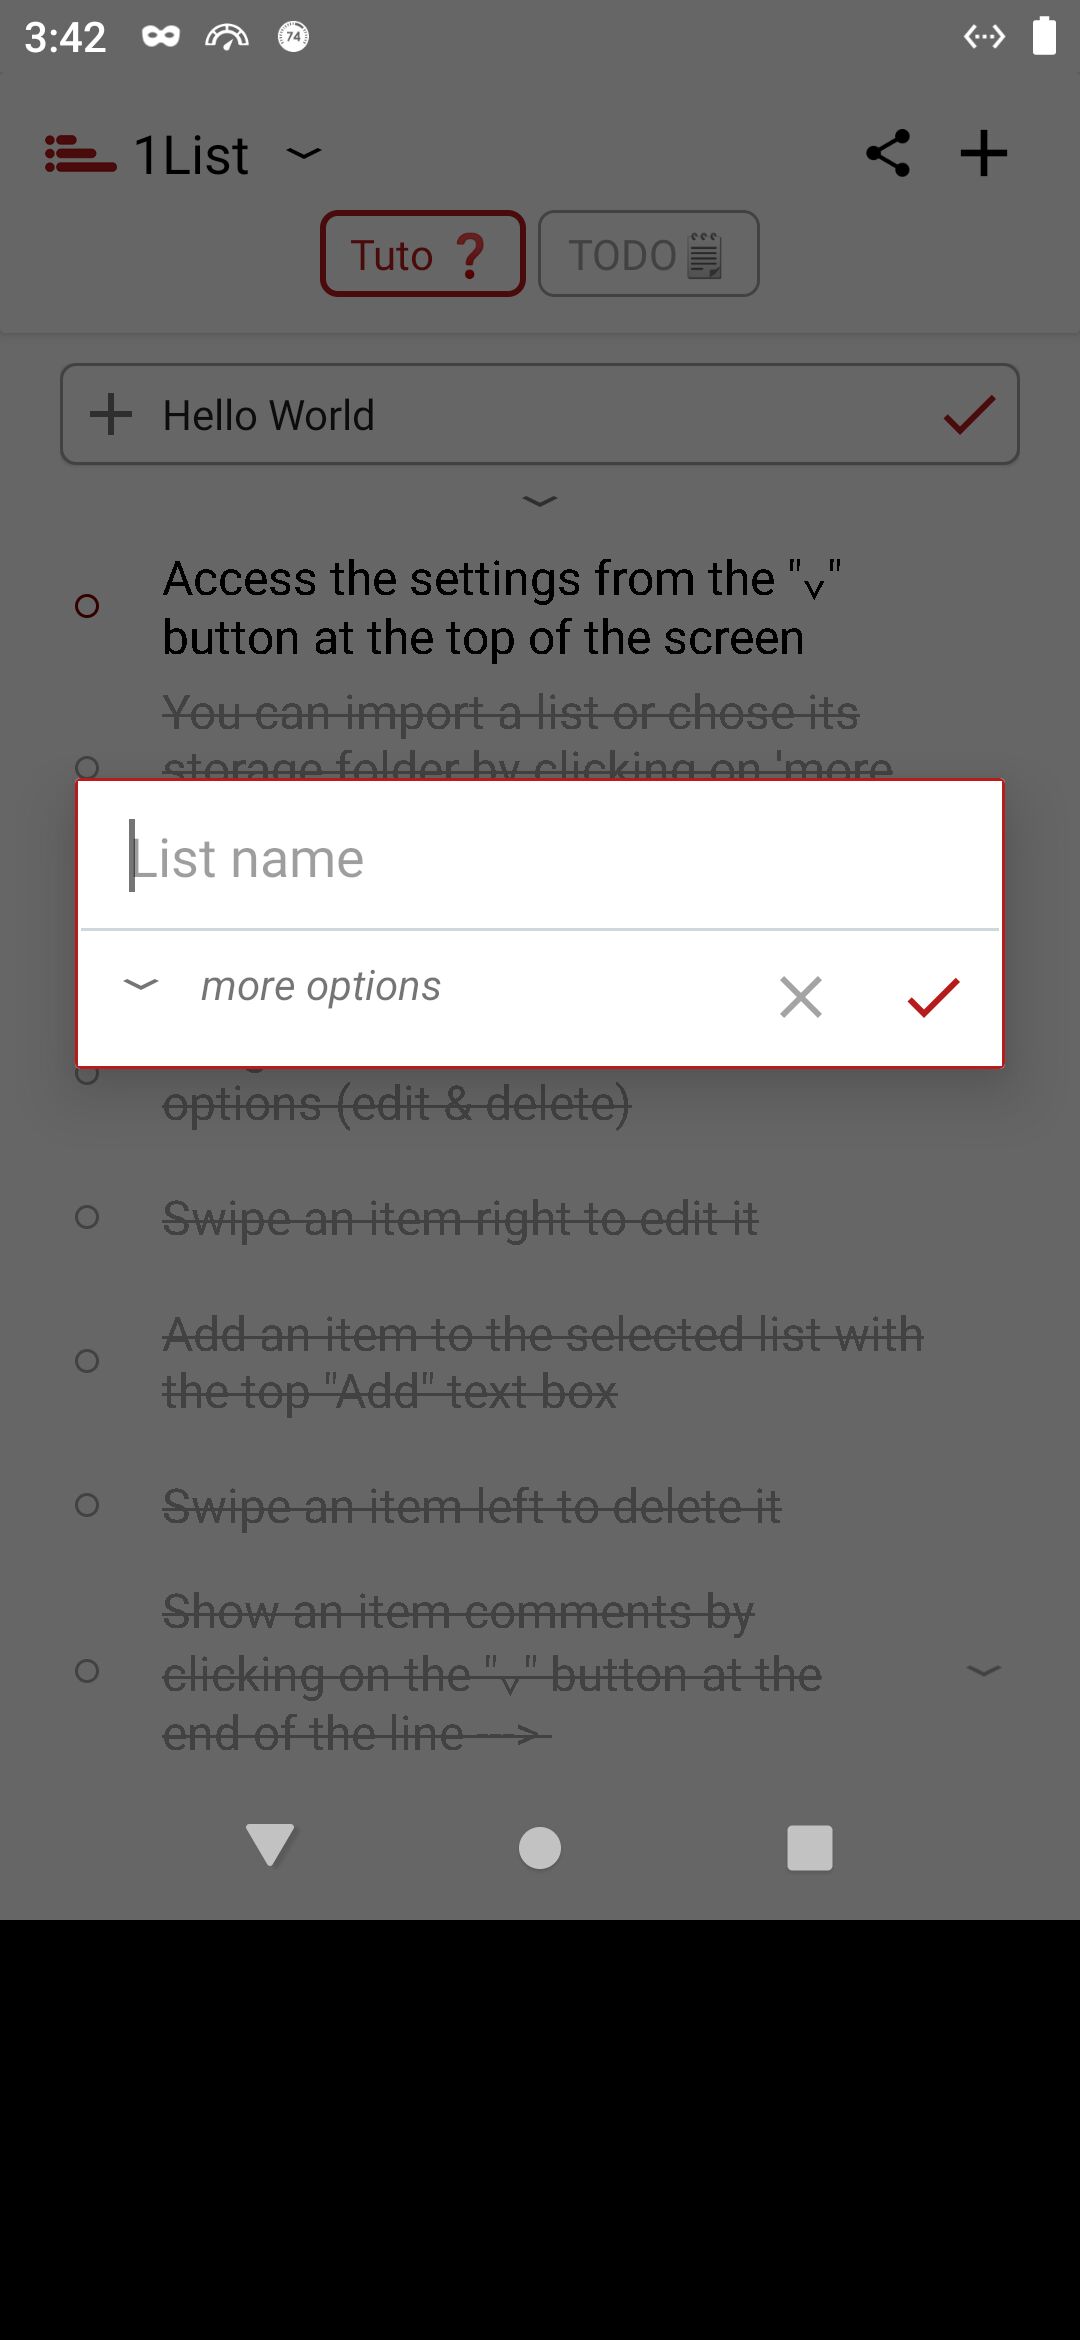 3:42
74
1List
Tuto ❓
TODO
Hello World
Access the settings from the "v"
button at the top of the screen
You can import a list or chose its
storage folder by clicking on 'more
List name
more options
options (edit & delete)
Swipe an item right to edit it
Add an item to the selected list with
the top "Add" text box
Swipe an item left to delete it
Show an item comments by
clicking on the "v" button at the
end of the line --->